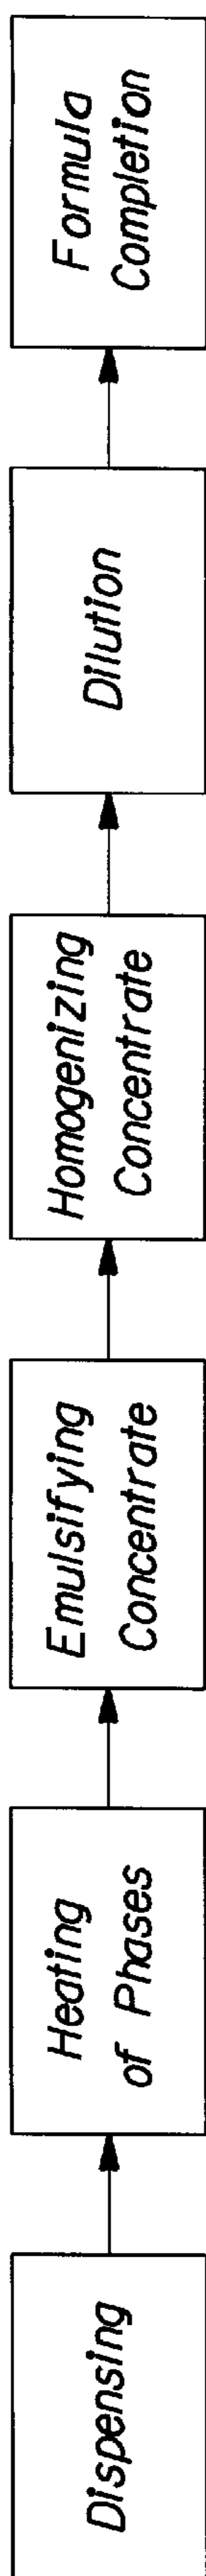 Dispensing
Heating
of Phases
Emulsifying
Concentrate
Homogenizing
Concentrate
Dilution
Formula
Completion